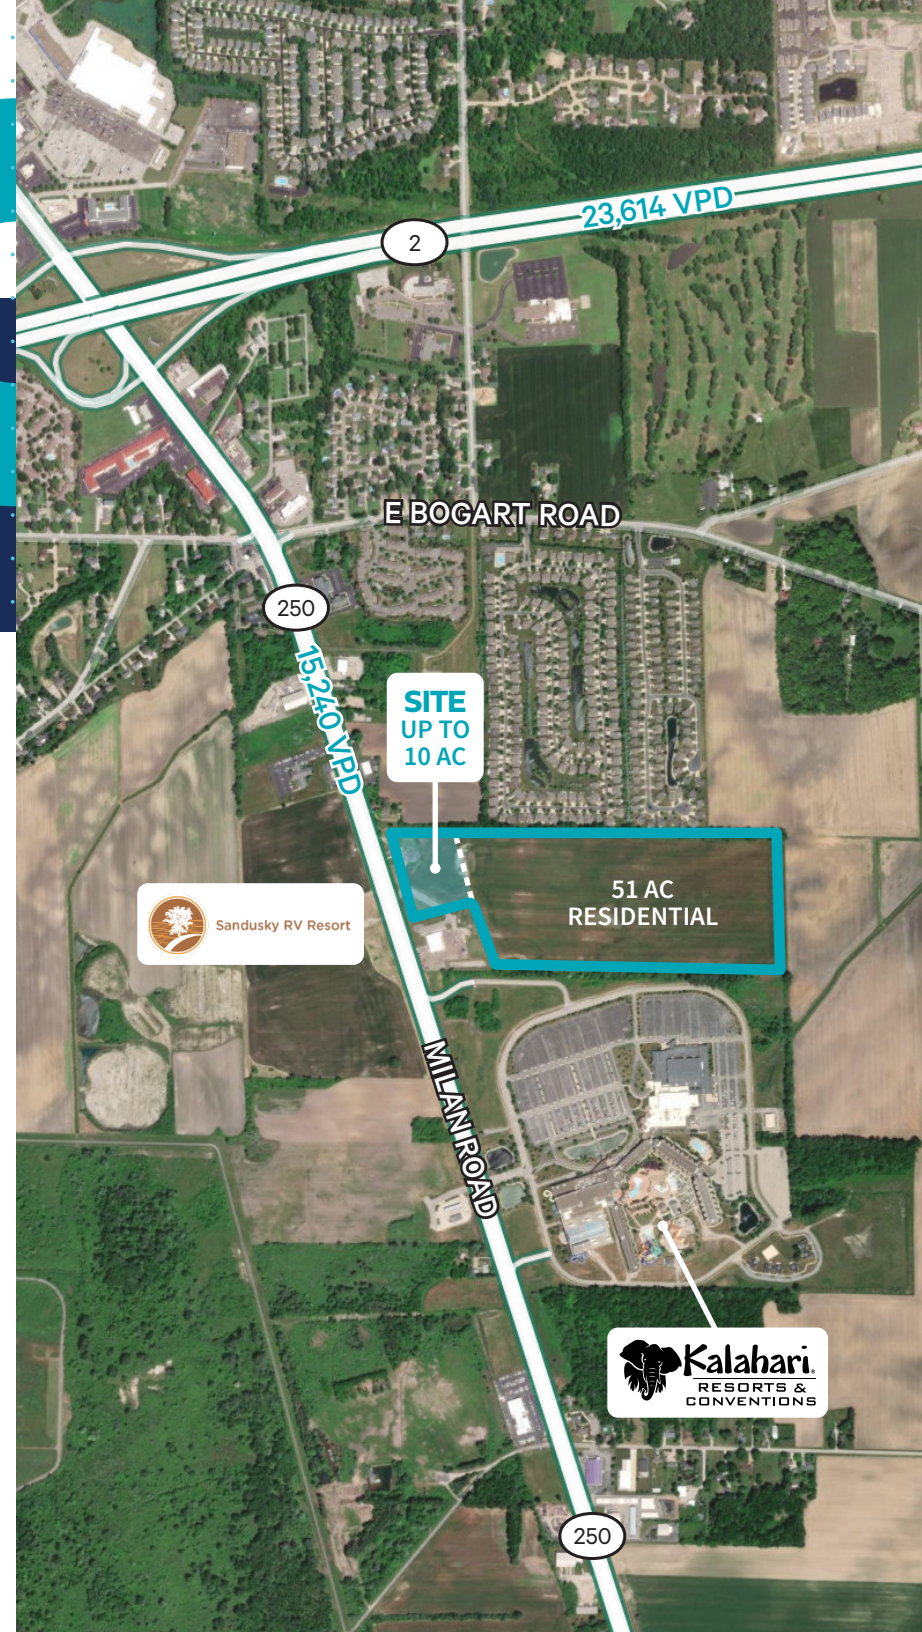 23,614 VPD
2
E BOGART ROAD
250
15,240 VPD
SITE
UP TO
10 AC
51 AC
RESIDENTIAL
Sandusky RV Resort
MILAN ROAD
Kalahari
RESORTS &
CONVENTIONS
250